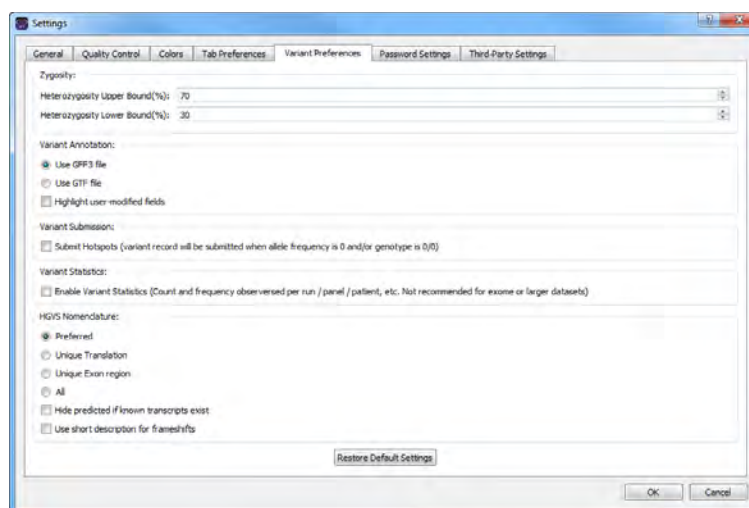 Settings
General Quality Control Colors Tab Preferences Variant Preferences Password Settings Third-Party Settings
Zygosity:
Heterozygosity Upper Bound(%): 70
Heterozygosity Lower Bound(%): 30
Variant Annotation:
Use GFF3 file
Use GTF file
Highlight user-modified fields
Variant Submission:
Submit Hotspots (variant record will be submitted when allele frequency is 0 and/or genotype is 0/0)
Variant Statistics:
Enable Variant Statistics (Count and frequency observersed per run / panel / patient, etc. Not recommended for exome or larger datasets)
HGVS Nomenclature:
Preferred
Unique Translation
Unique Exon region
All
Hide predicted if known transcripts exist
Use short description for frameshifts
Restore Default Settings
OK Cancel